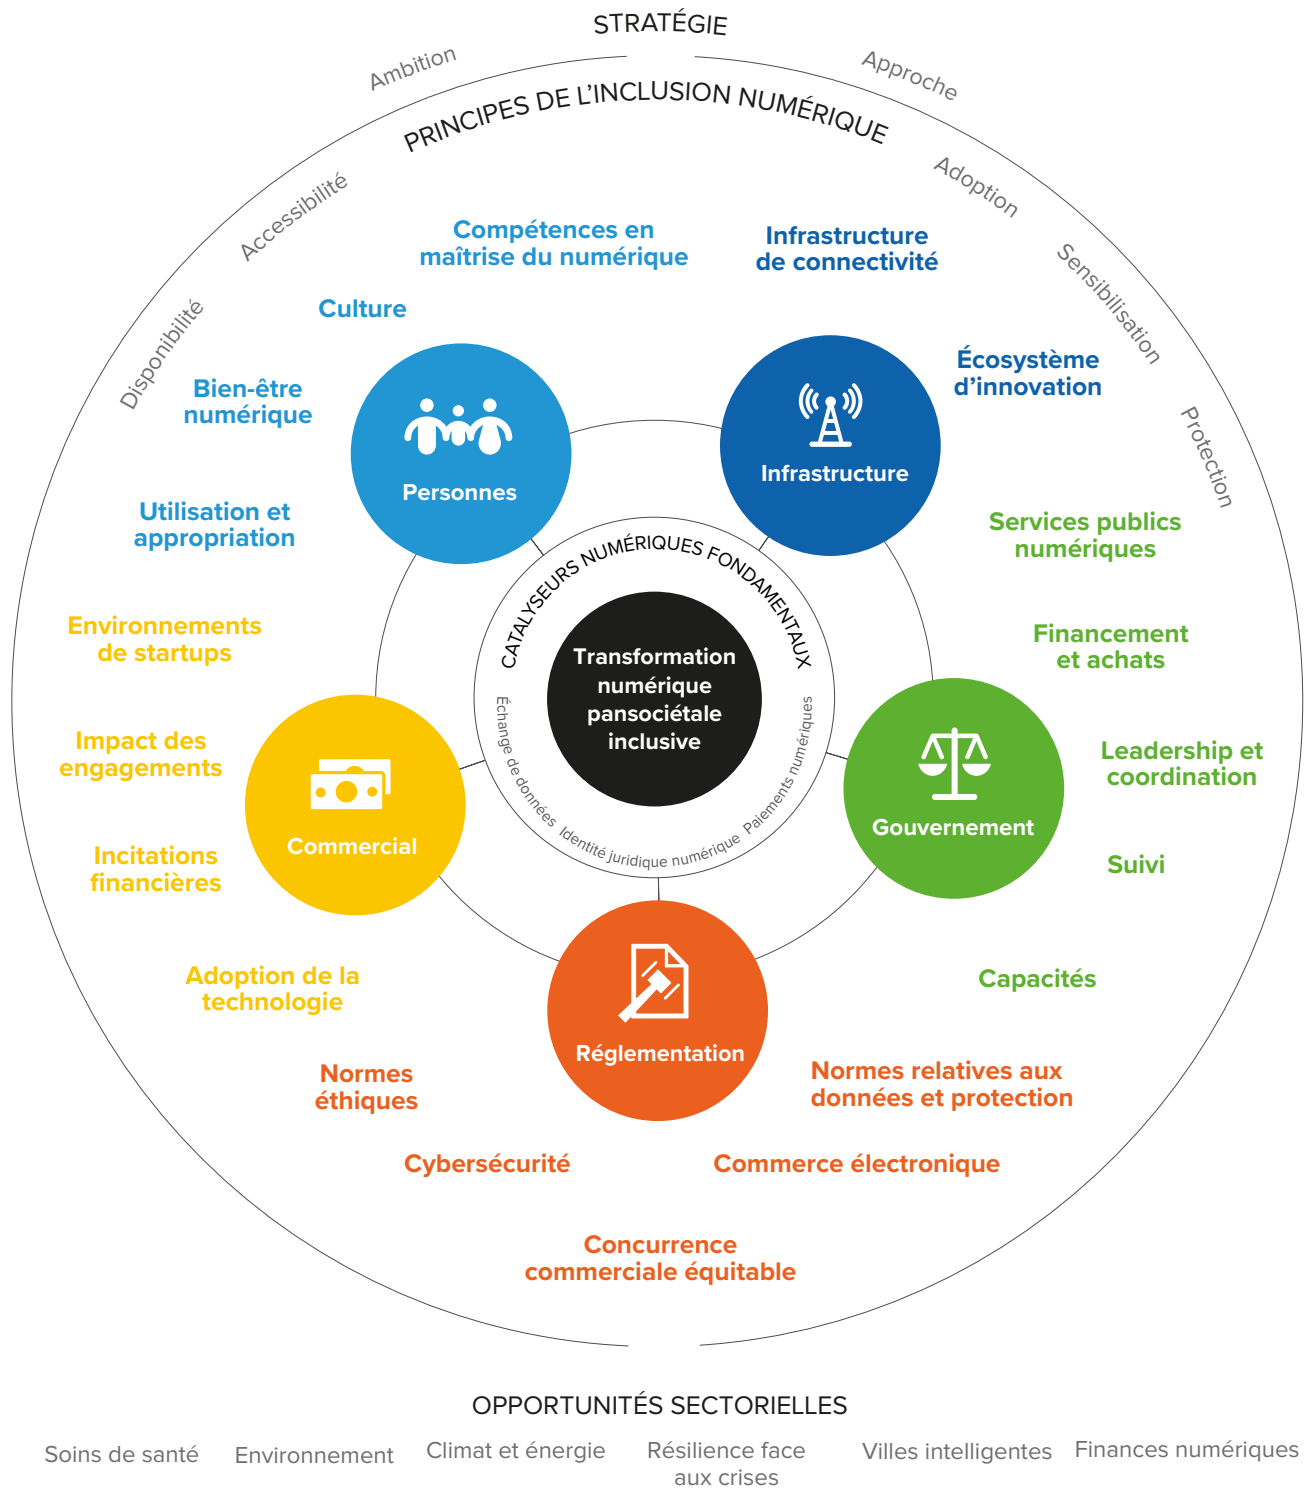 STRATÉGIE
Ambition
Approche
PRINCIPES DE L’INCLUSION NUMÉRIQUE
Disponibilité
Accessibilité
Adoption
Sensibilisation
Protection
Compétences en
maîtrise du numérique
Culture
Bien-être
numérique
Utilisation et
appropriation
Personnes
Infrastructure
de connectivité
Écosystème
d’innovation
Infrastructure
Services publics
numériques
Financement
et achats
Leadership et
coordination
Suivi
Capacités
Gouvernement
CATALYSEURS NUMÉRIQUES FONDAMENTAUX
Transformation
numérique
pansociétale
inclusive
Échange de données
Identité juridique numérique
Paiements numériques
Environnements
de startups
Impact des
engagements
Incitations
financières
Adoption de la
technologie
Commercial
Réglementation
Normes
éthiques
Cybersécurité
Normes relatives aux
données et protection
Commerce électronique
Concurrence
commerciale équitable
OPPORTUNITÉS SECTORIELLES
Soins de santé
Environnement
Climat et énergie
Résilience face
aux crises
Villes intelligentes
Finances numériques